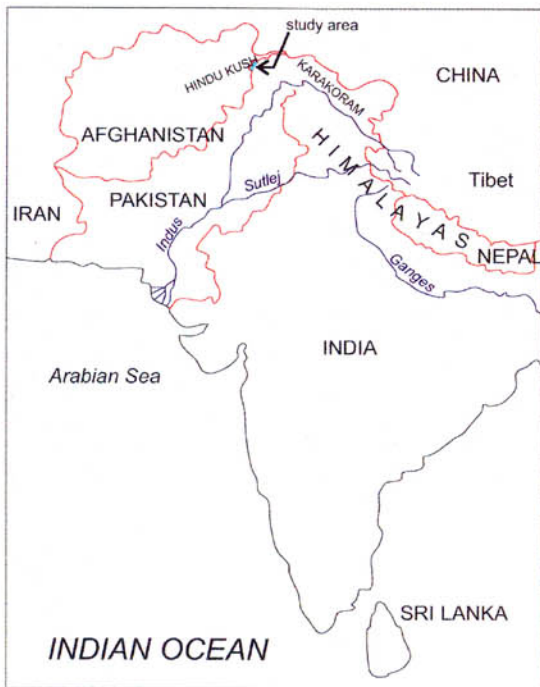 study area
HINDU KUSH
KARAKORAM
CHINA
AFGHANISTAN
HIMALAYAS
Tibet
PAKISTAN
Sutlej
IRAN
Indus
NEPAL
Ganges
INDIA
Arabian Sea
SRI LANKA
INDIAN OCEAN